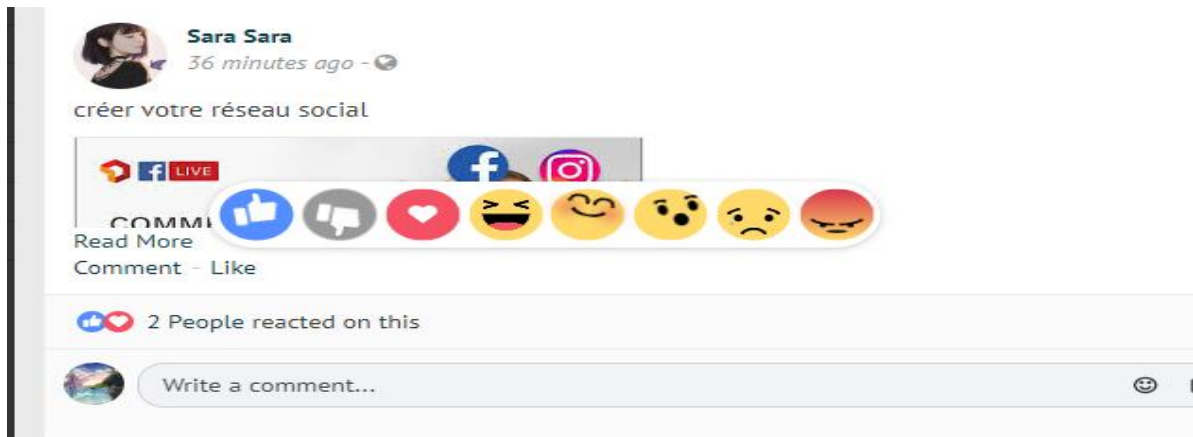 Sara Sara
36 minutes ago -
créer votre réseau social
f LIVE
f
Read More
Comment - Like
2 People reacted on this
Write a comment...